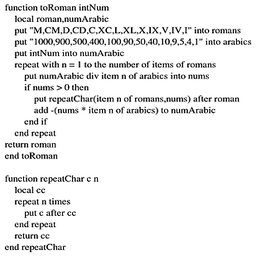 function toRoman intNum
local roman,numArabic
put "M,CM,D,CD,C,XC,L,XL,X,IX,V,IV,I" into romans
put "1000,900,500,400,100,90,50,40,10,9,5,4,1" into arabics
put intNum into numArabic
repeat with n = 1 to the number of items of romans
put numArabic div item n of arabics into nums
if nums > 0 then
put repeatChar(item n of romans,nums) after roman
add -(nums * item n of arabics) to numArabic
end if
end repeat
return roman
end toRoman
function repeatChar c n
local cc
repeat n times
put c after cc
end repeat
return cc
end repeatChar